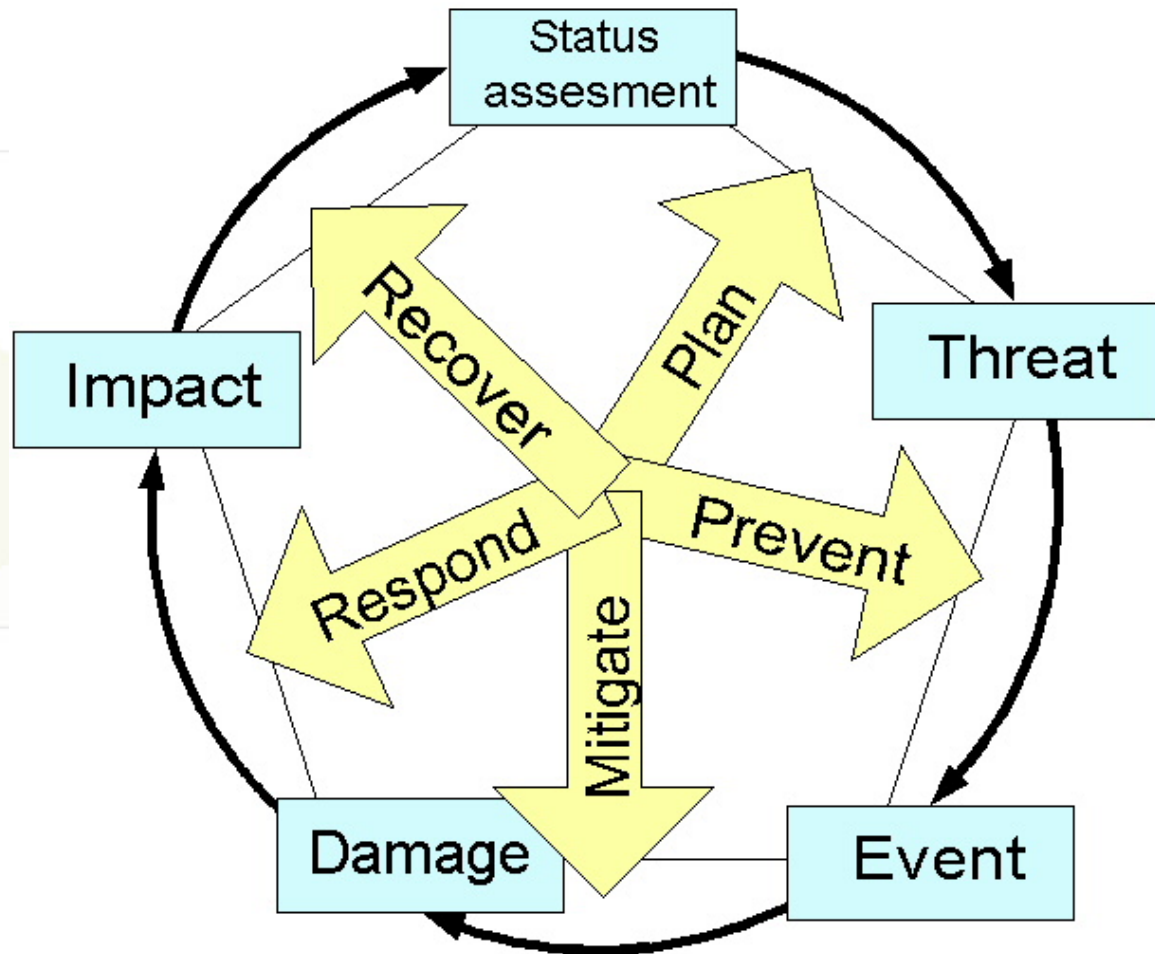 Status
assesment
Plan
Recover
Threat
Impact
Prevent
Respond
Mitigate
Damage
Event